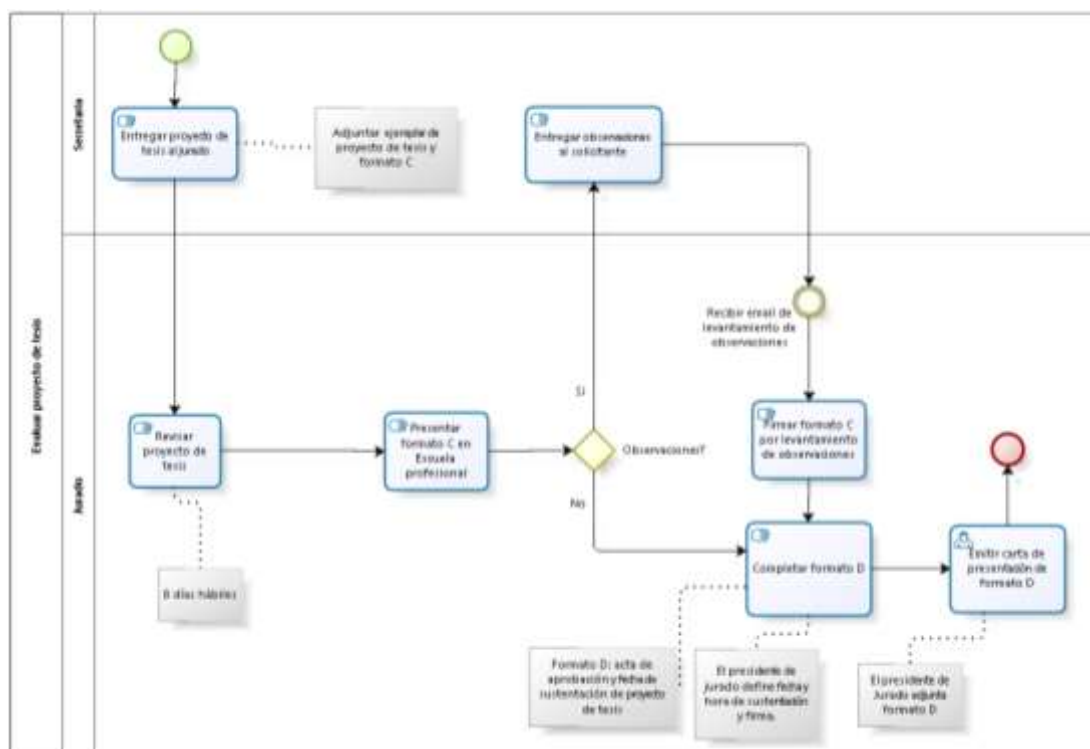 Evaluar proyecto de tesis
Secretaria
Entregar proyecto de
tesis al jurado
Adjuntar ejemplar de
proyecto de tesis y
formato C
Entregar observaciones
al solicitante
Jurado
Recibir email de
levantamiento de
observaciones
Revisar
proyecto de
tesis
8 días hábiles
Presentar
formato C en
Escuela
profesional
Observaciones?
Si
No
Firmar formato C
por levantamiento
de observaciones
Completar formato D
Emitir carta de
presentación de
formato D
Formato D: acta de
aprobación y fecha de
sustentación de proyecto
de tesis
El presidente de
jurado define fecha y
hora de sustentación
y firma.
El presidente de
Jurado adjunta
formato D